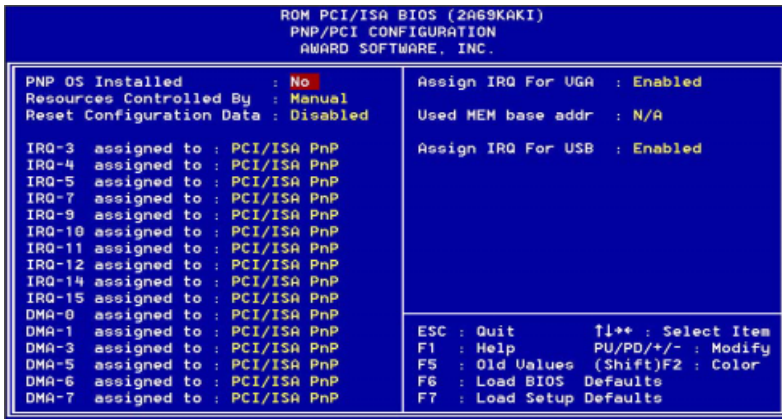 ROM PCI/ISA BIOS (2A69KAKI)
PNP/PCI CONFIGURATION
AWARD SOFTWARE, INC.
PNP OS Installed : No
Resources Controlled By : Manual
Reset Configuration Data : Disabled
IRQ-3 assigned to : PCI/ISA PnP
IRQ-4 assigned to : PCI/ISA PnP
IRQ-5 assigned to : PCI/ISA PnP
IRQ-7 assigned to : PCI/ISA PnP
IRQ-9 assigned to : PCI/ISA PnP
IRQ-10 assigned to : PCI/ISA PnP
IRQ-11 assigned to : PCI/ISA PnP
IRQ-12 assigned to : PCI/ISA PnP
IRQ-14 assigned to : PCI/ISA PnP
IRQ-15 assigned to : PCI/ISA PnP
DMA-0 assigned to : PCI/ISA PnP
DMA-1 assigned to : PCI/ISA PnP
DMA-3 assigned to : PCI/ISA PnP
DMA-5 assigned to : PCI/ISA PnP
DMA-6 assigned to : PCI/ISA PnP
DMA-7 assigned to : PCI/ISA PnP
Assign IRQ For VGA : Enabled
Used MEM base addr : N/A
Assign IRQ For USB : Enabled
ESC : Quit ↑↓→← : Select Item
F1 : Help PU/PD/+/- : Modify
F5 : Old Values (Shift)F2 : Color
F6 : Load BIOS Defaults
F7 : Load Setup Defaults